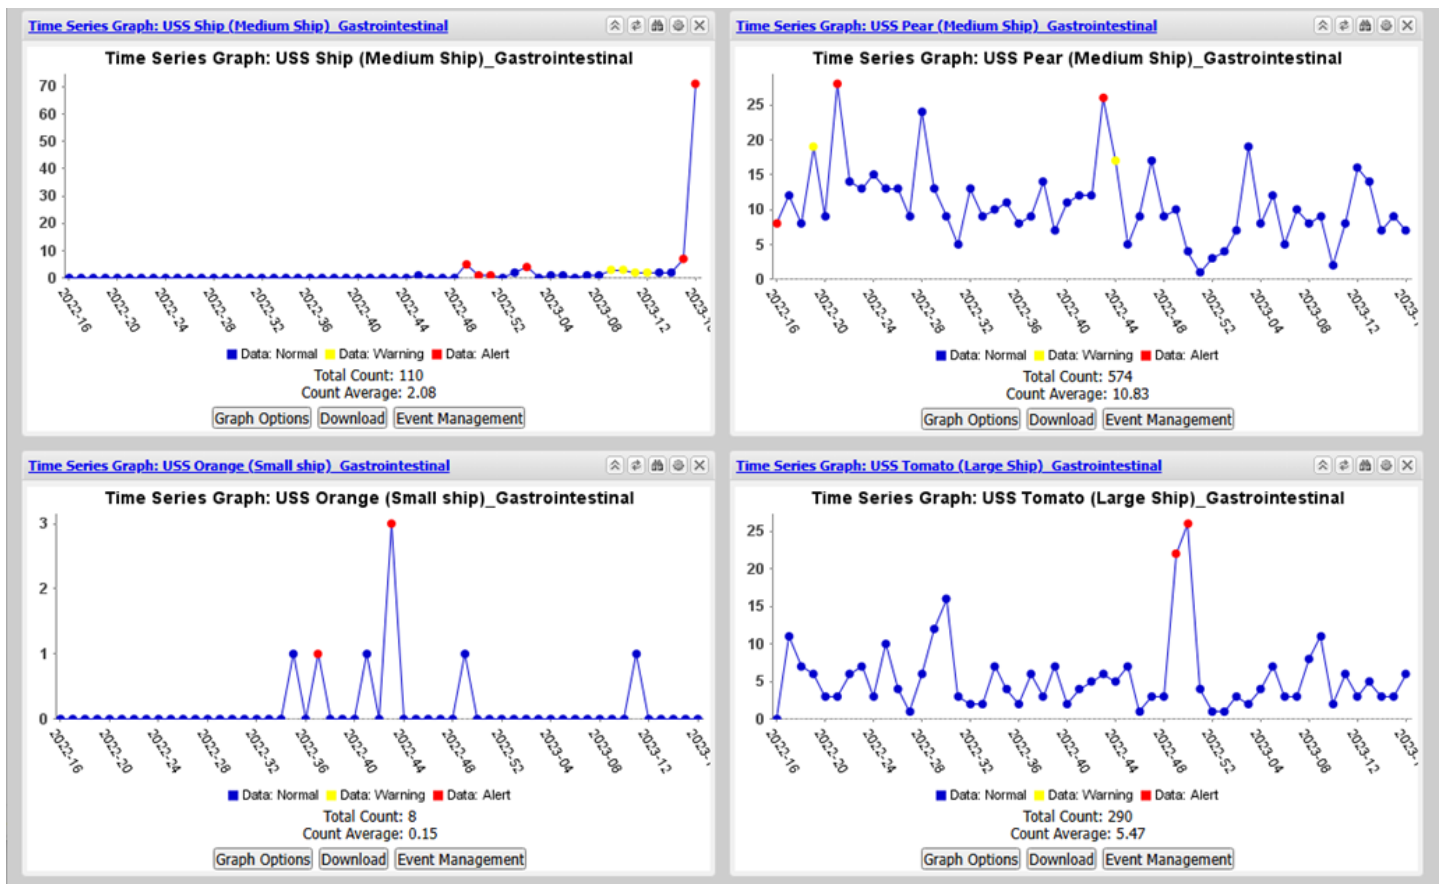 Time Series Graph: USS Ship (Medium Ship)_Gastrointestinal
Time Series Graph: USS Ship (Medium Ship)_Gastrointestinal
70
60
50
40
30
20
10
0
2022-16 2022-20 2022-24 2022-28 2022-32 2022-36 2022-40 2022-44 2022-48 2022-52 2023-04 2023-08 2023-12
Data: Normal Data: Warning Data: Alert
Total Count: 110
Count Average: 2.08
Graph Options Download Event Management
Time Series Graph: USS Pear (Medium Ship)_Gastrointestinal
Time Series Graph: USS Pear (Medium Ship)_Gastrointestinal
25
20
15
10
5
0
2022-16 2022-20 2022-24 2022-28 2022-32 2022-36 2022-40 2022-44 2022-48 2022-52 2023-04 2023-08 2023-12
Data: Normal Data: Warning Data: Alert
Total Count: 574
Count Average: 10.83
Graph Options Download Event Management
Time Series Graph: USS Orange (Small ship)_Gastrointestinal
Time Series Graph: USS Orange (Small ship)_Gastrointestinal
3
2
1
0
2022-16 2022-20 2022-24 2022-28 2022-32 2022-36 2022-40 2022-44 2022-48 2022-52 2023-04 2023-08 2023-12
Data: Normal Data: Warning Data: Alert
Total Count: 8
Count Average: 0.15
Graph Options Download Event Management
Time Series Graph: USS Tomato (Large Ship)_Gastrointestinal
Time Series Graph: USS Tomato (Large Ship)_Gastrointestinal
25
20
15
10
5
0
2022-16 2022-20 2022-24 2022-28 2022-32 2022-36 2022-40 2022-44 2022-48 2022-52 2023-04 2023-08 2023-12
Data: Normal Data: Warning Data: Alert
Total Count: 290
Count Average: 5.47
Graph Options Download Event Management